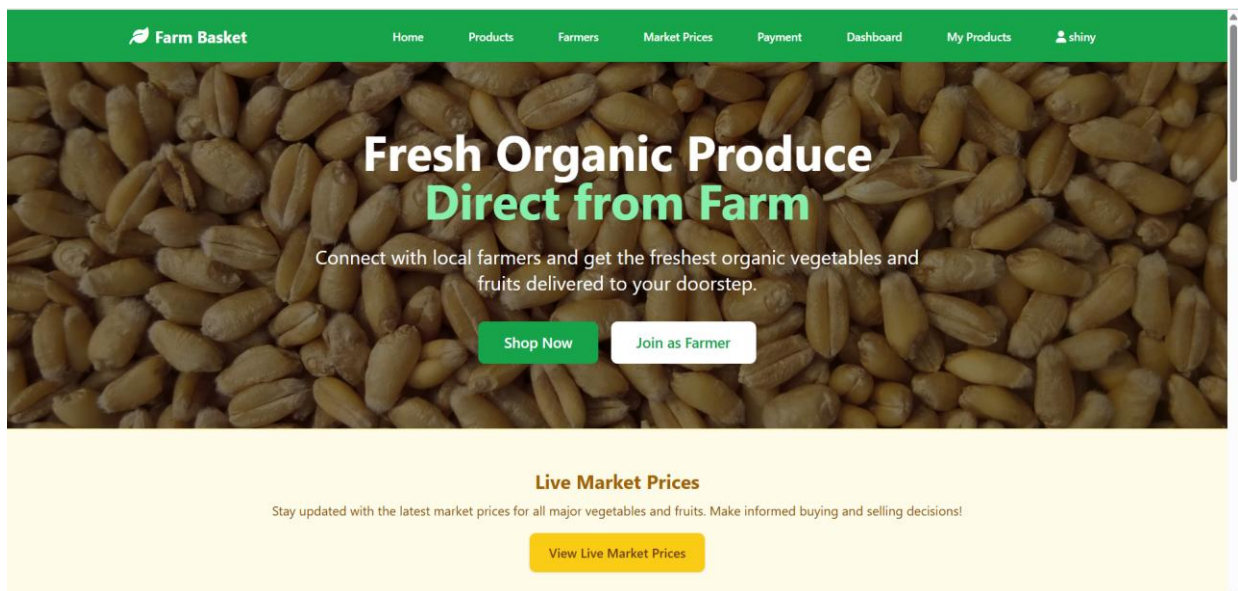 Farm Basket Home Products Farmers Market Prices Payment Dashboard My Products shiny
Fresh Organic Produce
Direct from Farm
Connect with local farmers and get the freshest organic vegetables and
fruits delivered to your doorstep.
Shop Now Join as Farmer
Live Market Prices
Stay updated with the latest market prices for all major vegetables and fruits. Make informed buying and selling decisions!
View Live Market Prices